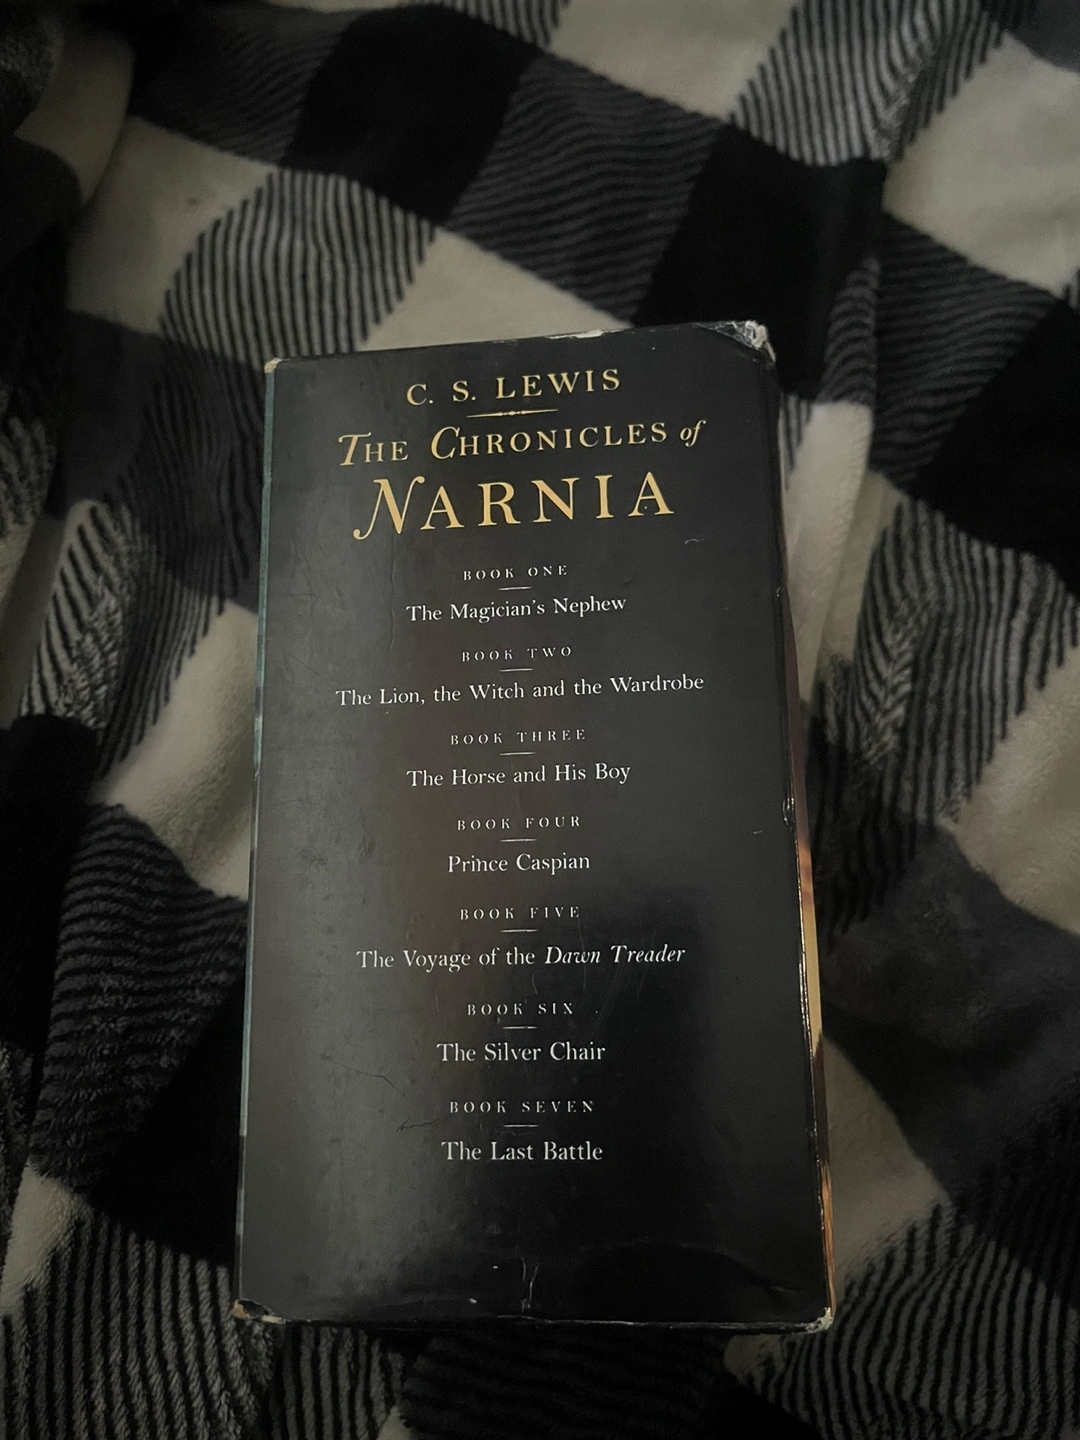 C. S. LEWIS
THE CHRONICLES of
NARNIA
BOOK ONE
The Magician's Nephew
BOOK TWO
The Lion, the Witch and the Wardrobe
BOOK THREE
The Horse and His Boy
BOOK FOUR
Prince Caspian
BOOK FIVE
The Voyage of the Dawn Treader
BOOK SIX
The Silver Chair
BOOK SEVEN
The Last Battle